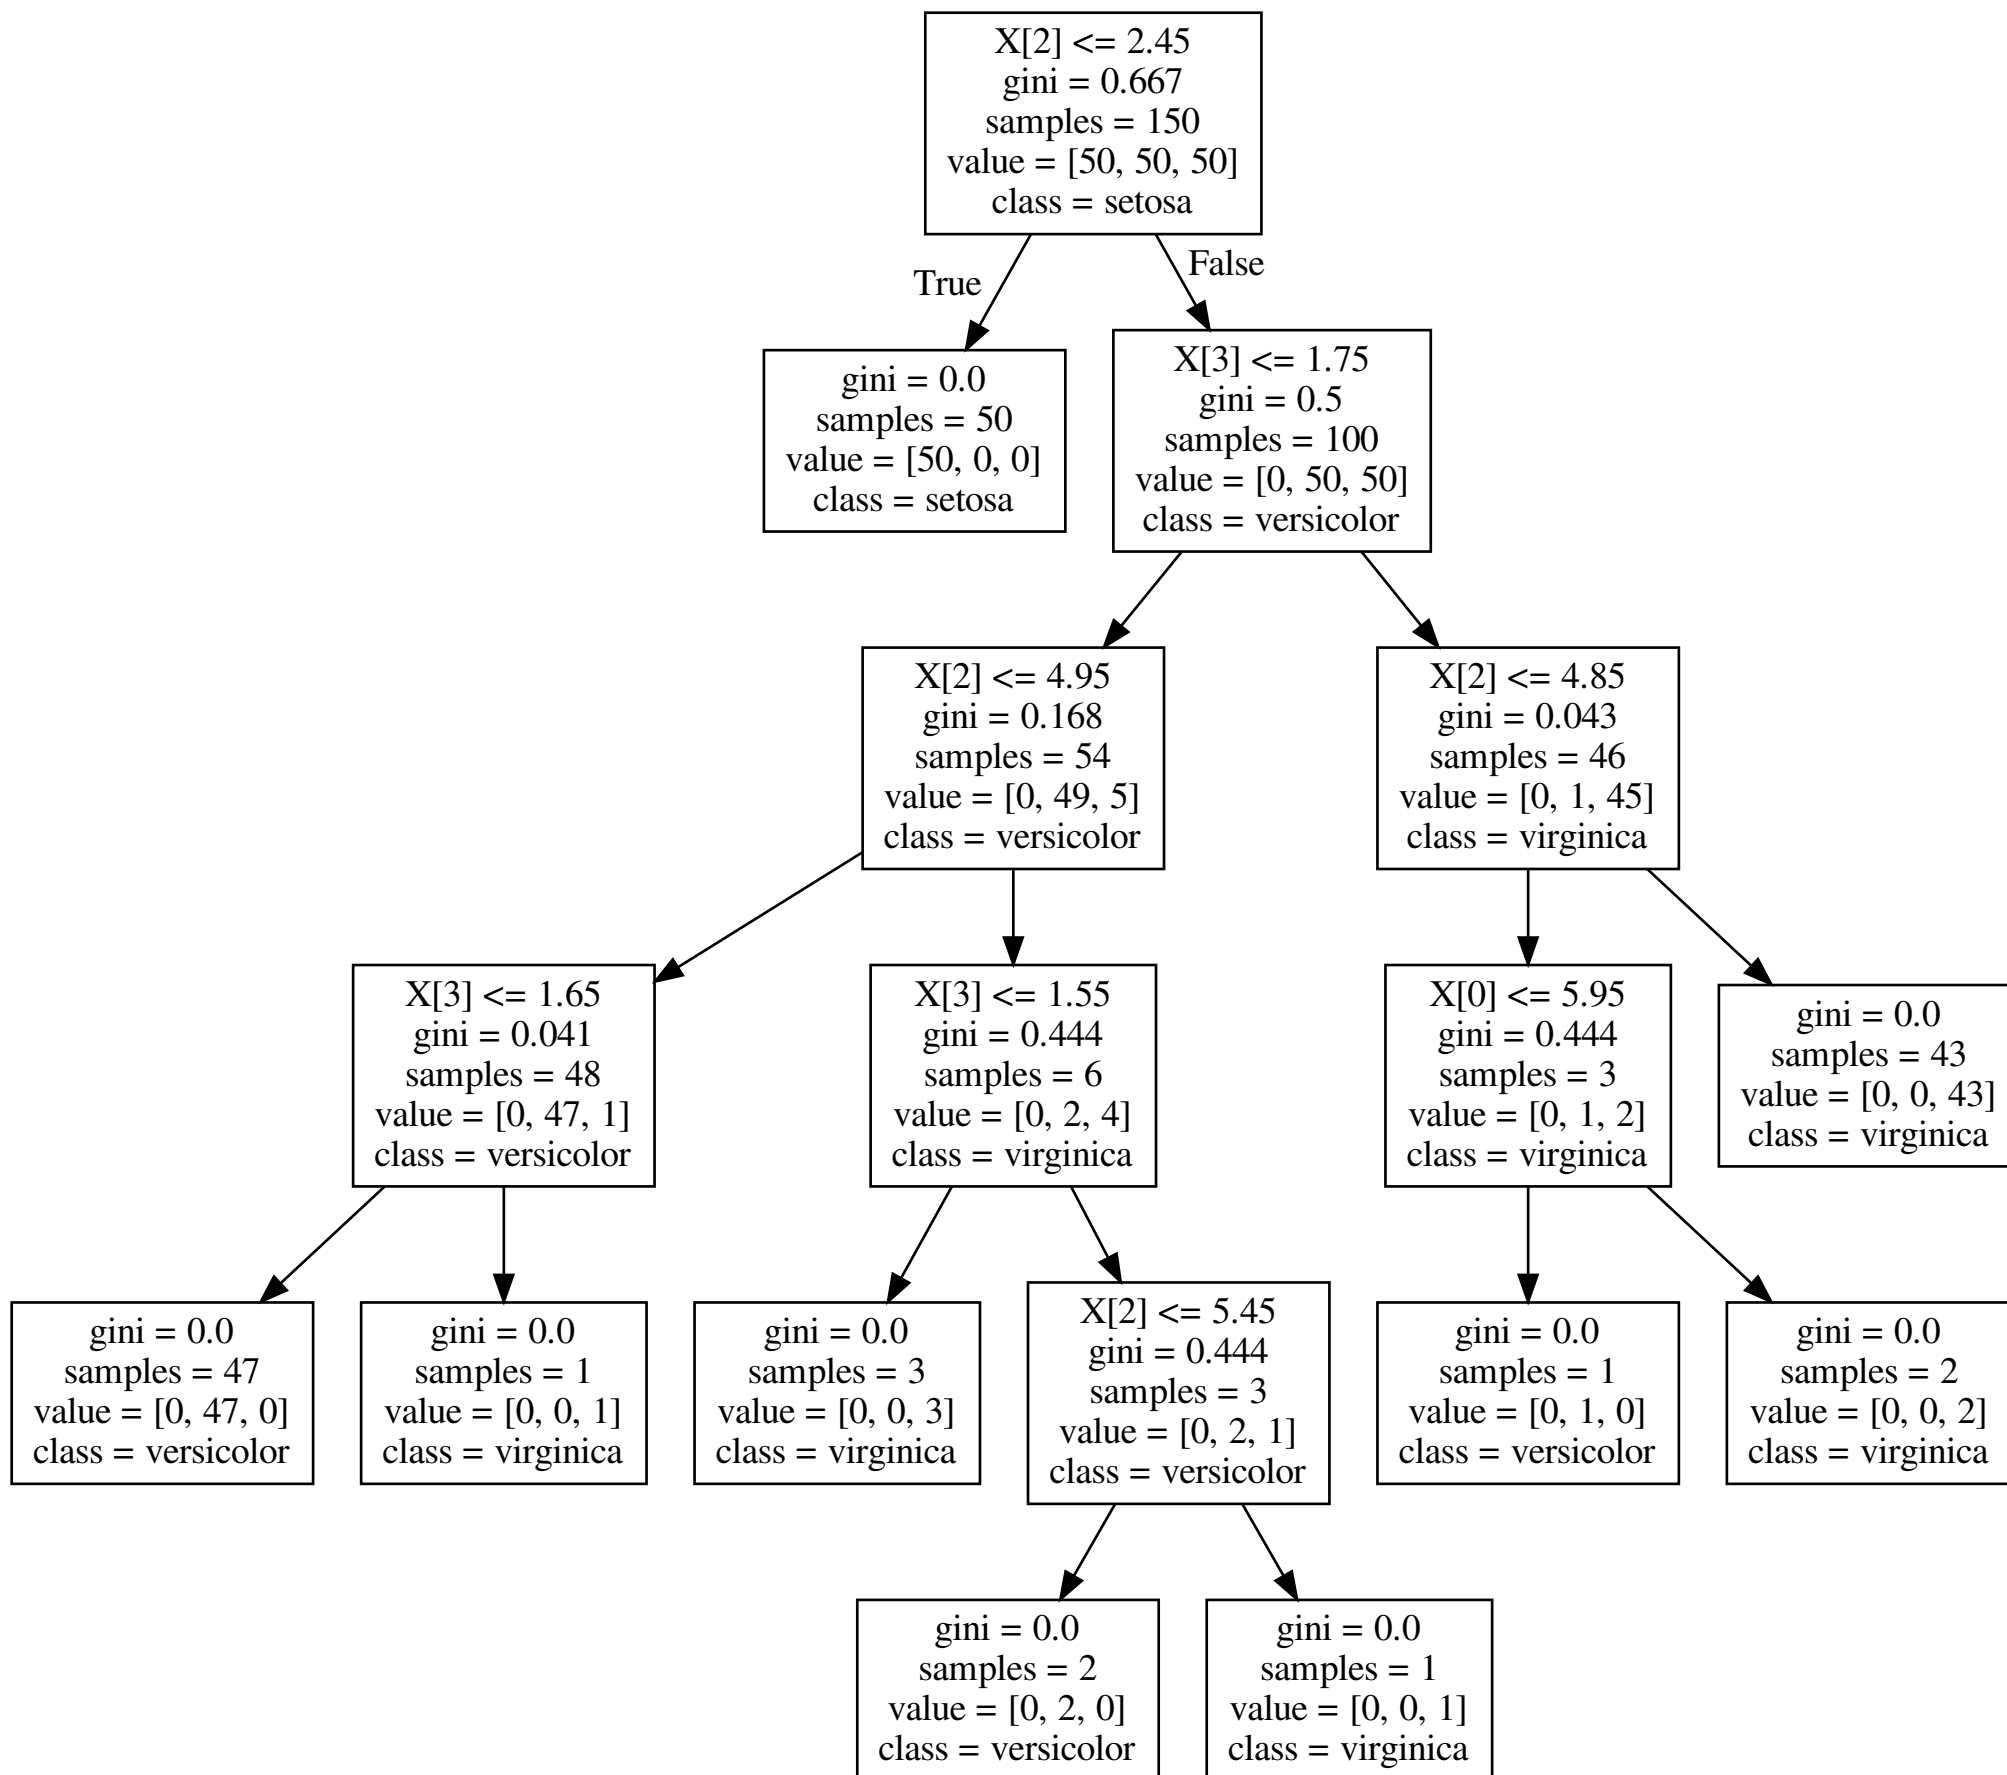 X[2] <= 2.45
gini = 0.667
samples = 150
value = [50, 50, 50]
class = setosa
True
False
gini = 0.0
samples = 50
value = [50, 0, 0]
class = setosa
X[3] <= 1.75
gini = 0.5
samples = 100
value = [0, 50, 50]
class = versicolor
X[2] <= 4.95
gini = 0.168
samples = 54
value = [0, 49, 5]
class = versicolor
X[2] <= 4.85
gini = 0.043
samples = 46
value = [0, 1, 45]
class = virginica
X[3] <= 1.65
gini = 0.041
samples = 48
value = [0, 47, 1]
class = versicolor
X[3] <= 1.55
gini = 0.444
samples = 6
value = [0, 2, 4]
class = virginica
X[0] <= 5.95
gini = 0.444
samples = 3
value = [0, 1, 2]
class = virginica
gini = 0.0
samples = 43
value = [0, 0, 43]
class = virginica
gini = 0.0
samples = 47
value = [0, 47, 0]
class = versicolor
gini = 0.0
samples = 1
value = [0, 0, 1]
class = virginica
gini = 0.0
samples = 3
value = [0, 0, 3]
class = virginica
X[2] <= 5.45
gini = 0.444
samples = 3
value = [0, 2, 1]
class = versicolor
gini = 0.0
samples = 1
value = [0, 1, 0]
class = versicolor
gini = 0.0
samples = 2
value = [0, 0, 2]
class = virginica
gini = 0.0
samples = 2
value = [0, 2, 0]
class = versicolor
gini = 0.0
samples = 1
value = [0, 0, 1]
class = virginica